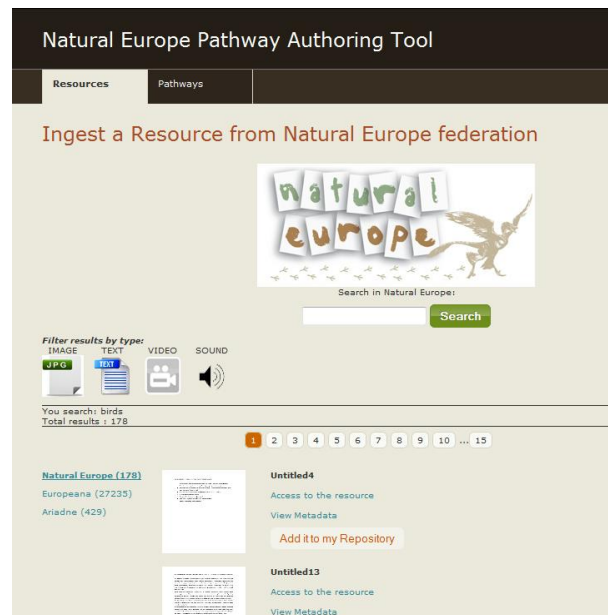 Natural Europe Pathway Authoring Tool
Resources Pathways
Ingest a Resource from Natural Europe federation
natural
europe
Search in Natural Europe:
Search
Filter results by type:
IMAGE TEXT VIDEO SOUND
JPG TEXT
You search: birds
Total results : 178
1 2 3 4 5 6 7 8 9 10 ... 15
Natural Europe (178)
Europeana (27235)
Ariadne (429)
Untitled4
Access to the resource
View Metadata
Add it to my Repository
Untitled13
Access to the resource
View Metadata